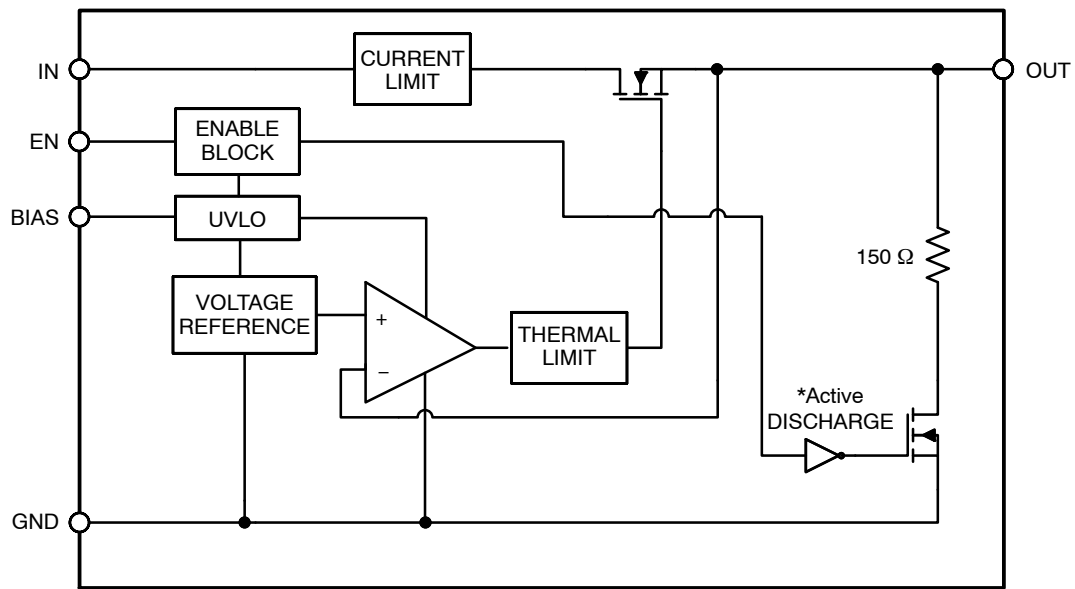 IN
CURRENT
LIMIT
OUT
EN
ENABLE
BLOCK
BIAS
UVLO
VOLTAGE
REFERENCE
+
−
THERMAL
LIMIT
150 Ω
*Active
DISCHARGE
GND